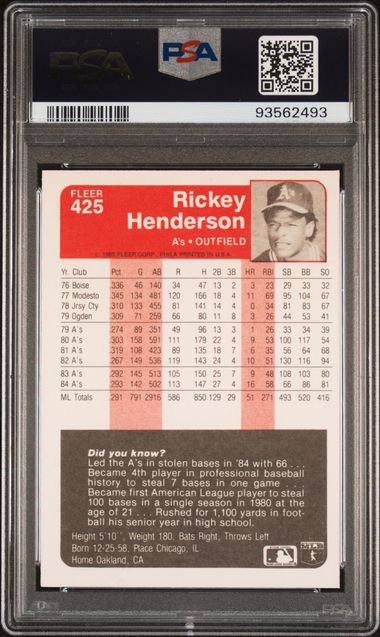 PSA
PSA
93562493
FLEER
425
Rickey
Henderson
A's • OUTFIELD
© 1985 FLEER CORP., PHILA PRINTED IN U.S.A.
Yr. Club Pct. G AB R H 2B 3B HR RBI SB BB SO
76 Boise .336 46 140 34 47 13 2 3 23 29 33 32
77 Modesto .345 134 481 120 166 18 4 11 69 95 104 67
78 Jrsy Cty .310 133 455 81 141 14 4 0 34 81 83 67
79 Ogden .309 71 259 66 80 11 8 3 26 44 53 41
79 A's .274 89 351 49 96 13 3 1 26 33 34 39
80 A's .303 158 591 111 179 22 4 9 53 100 117 54
81 A's .319 108 423 89 135 18 7 6 35 56 64 68
82 A's .267 149 536 119 143 24 4 10 51 130 116 94
83 A's .292 145 513 105 150 25 7 9 48 108 103 80
84 A's .293 142 502 113 147 27 4 16 58 66 86 81
ML Totals .291 791 2916 586 850 129 29 51 271 493 520 416
Did you know?
Led the A's in stolen bases in '84 with 66 . . .
Became 4th player in professional baseball
history to steal 7 bases in one game . . .
Became first American League player to steal
100 bases in a single season in 1980 at the
age of 21 . . . Rushed for 1,100 yards in foot-
ball his senior year in high school.
Height 5'10'', Weight 180, Bats Right, Throws Left
Born 12-25-58, Place Chicago, IL
Home Oakland, CA